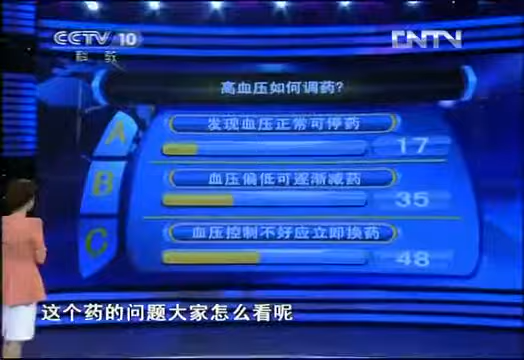 CCTV 10
科教
CNTV
高血压如何调药?
A
发现血压正常可停药
17
B
血压偏低可逐渐减药
35
C
血压控制不好应立即换药
48
这个药的问题大家怎么看呢